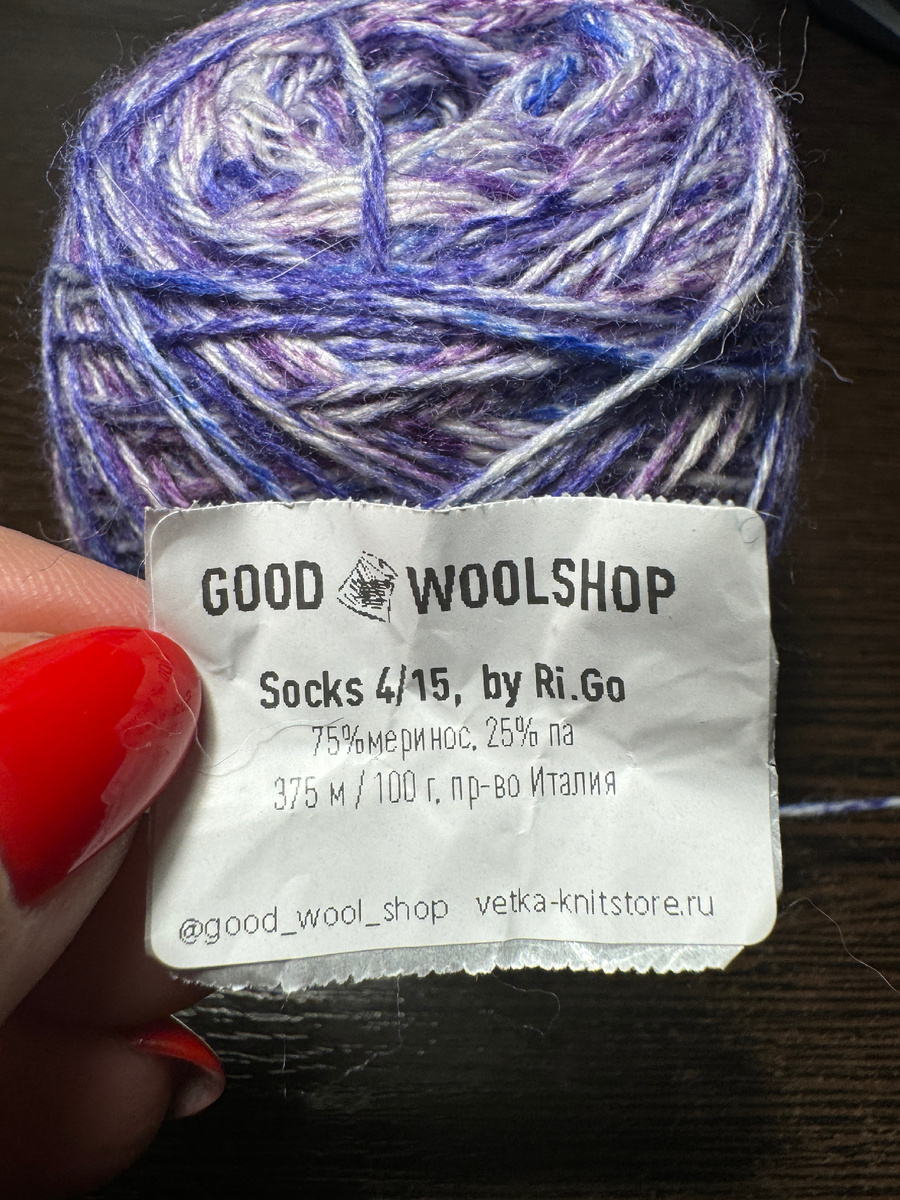 GOOD WOOLSHOP
Socks 4/15, by Ri.Go
75%меринос, 25% па
375 м / 100 г, пр-во Италия
@good_wool_shop vetka-knitstore.ru